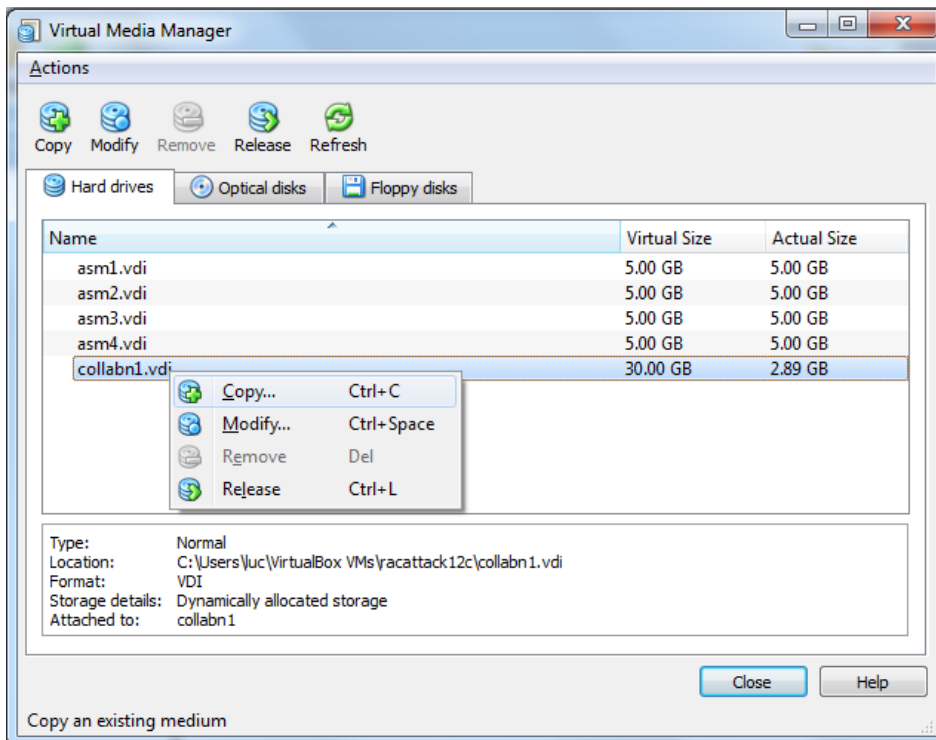 Virtual Media Manager
Actions
Copy Modify Remove Release Refresh
Hard drives Optical disks Floppy disks
Name Virtual Size Actual Size
asm1.vdi 5.00 GB 5.00 GB
asm2.vdi 5.00 GB 5.00 GB
asm3.vdi 5.00 GB 5.00 GB
asm4.vdi 5.00 GB 5.00 GB
collabn1.vdi 30.00 GB 2.89 GB
Copy... Ctrl+C
Modify... Ctrl+Space
Remove Del
Release Ctrl+L
Type: Normal
Location: C:\Users\luc\VirtualBox VMs\racattack12c\collabn1.vdi
Format: VDI
Storage details: Dynamically allocated storage
Attached to: collabn1
Close Help
Copy an existing medium